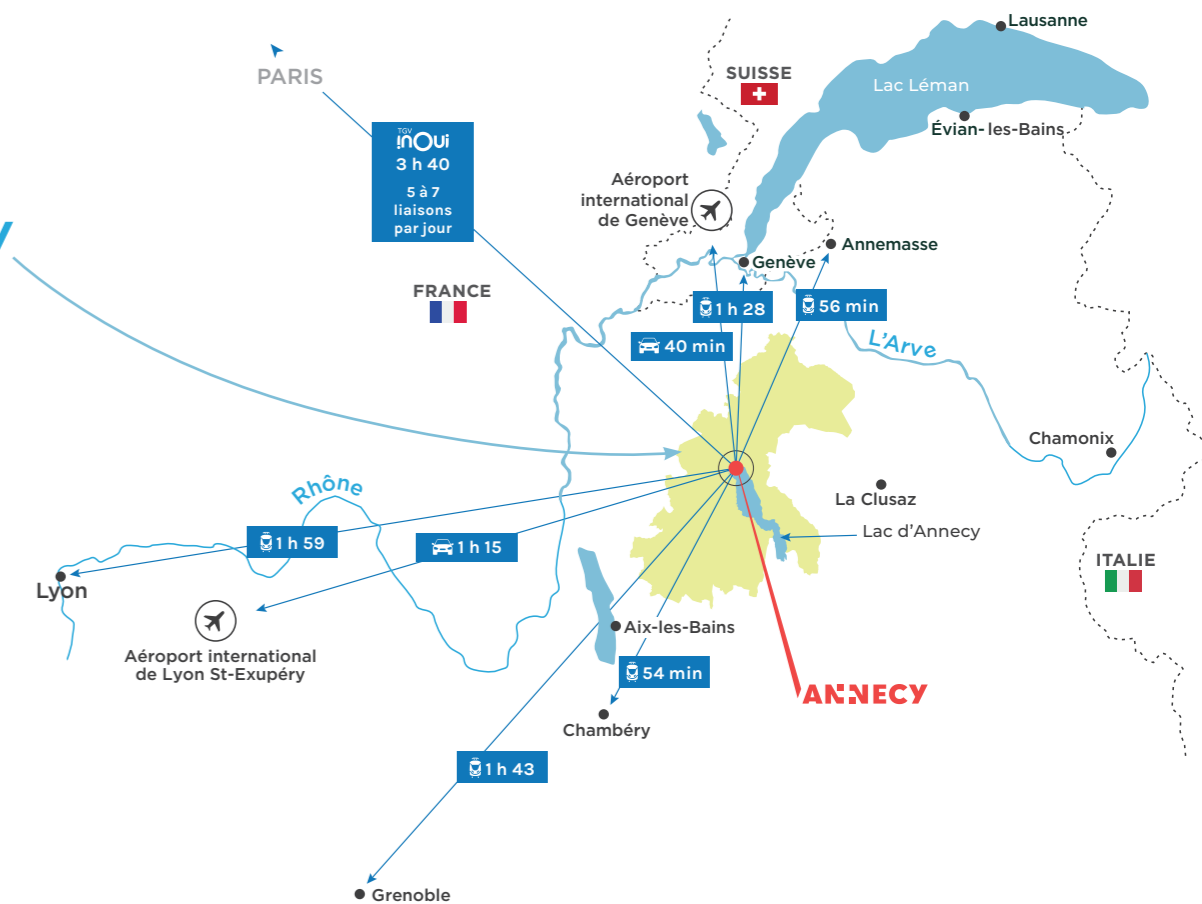 Lausanne
PARIS
SUISSE
Lac Léman
TGV
inOui
3 h 40
5 à 7
liaisons
par jour
Évian-les-Bains
Aéroport
international
de Genève
Annemasse
Genève
FRANCE
1 h 28
56 min
40 min
L'Arve
Chamonix
Rhône
La Clusaz
Lac d'Annecy
1 h 59
1 h 15
ITALIE
Lyon
Aix-les-Bains
Aéroport international
de Lyon St-Exupéry
54 min
ANNECY
Chambéry
1 h 43
Grenoble